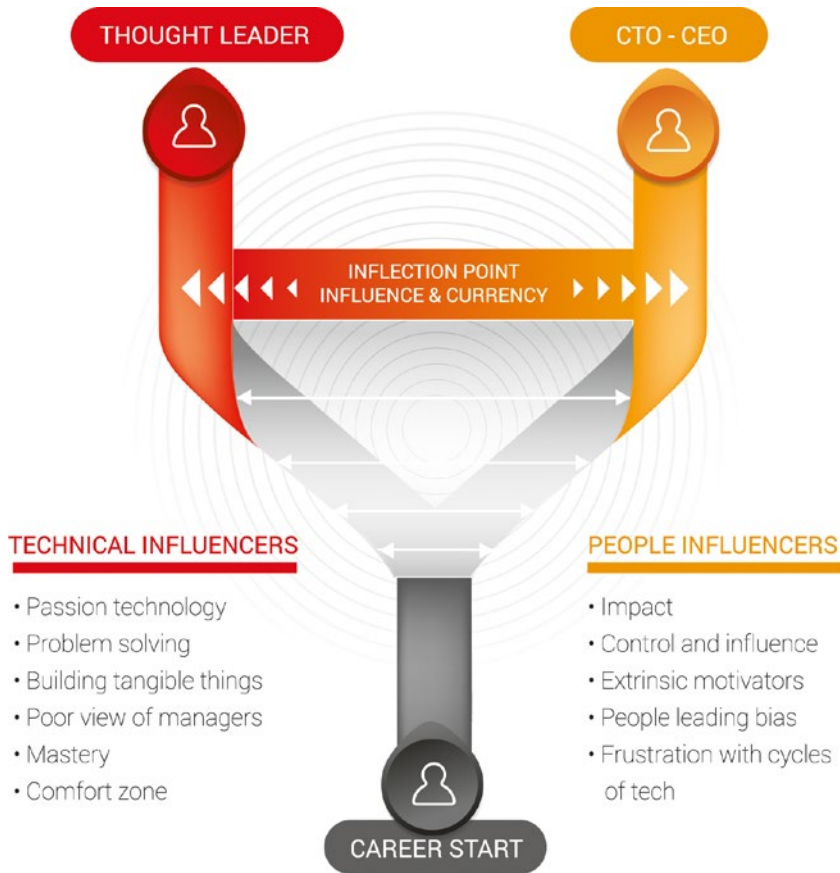 THOUGHT LEADER
CTO - CEO
INFLECTION POINT
INFLUENCE & CURRENCY
TECHNICAL INFLUENCERS
• Passion technology
• Problem solving
• Building tangible things
• Poor view of managers
• Mastery
• Comfort zone
PEOPLE INFLUENCERS
• Impact
• Control and influence
• Extrinsic motivators
• People leading bias
• Frustration with cycles
of tech
CAREER START